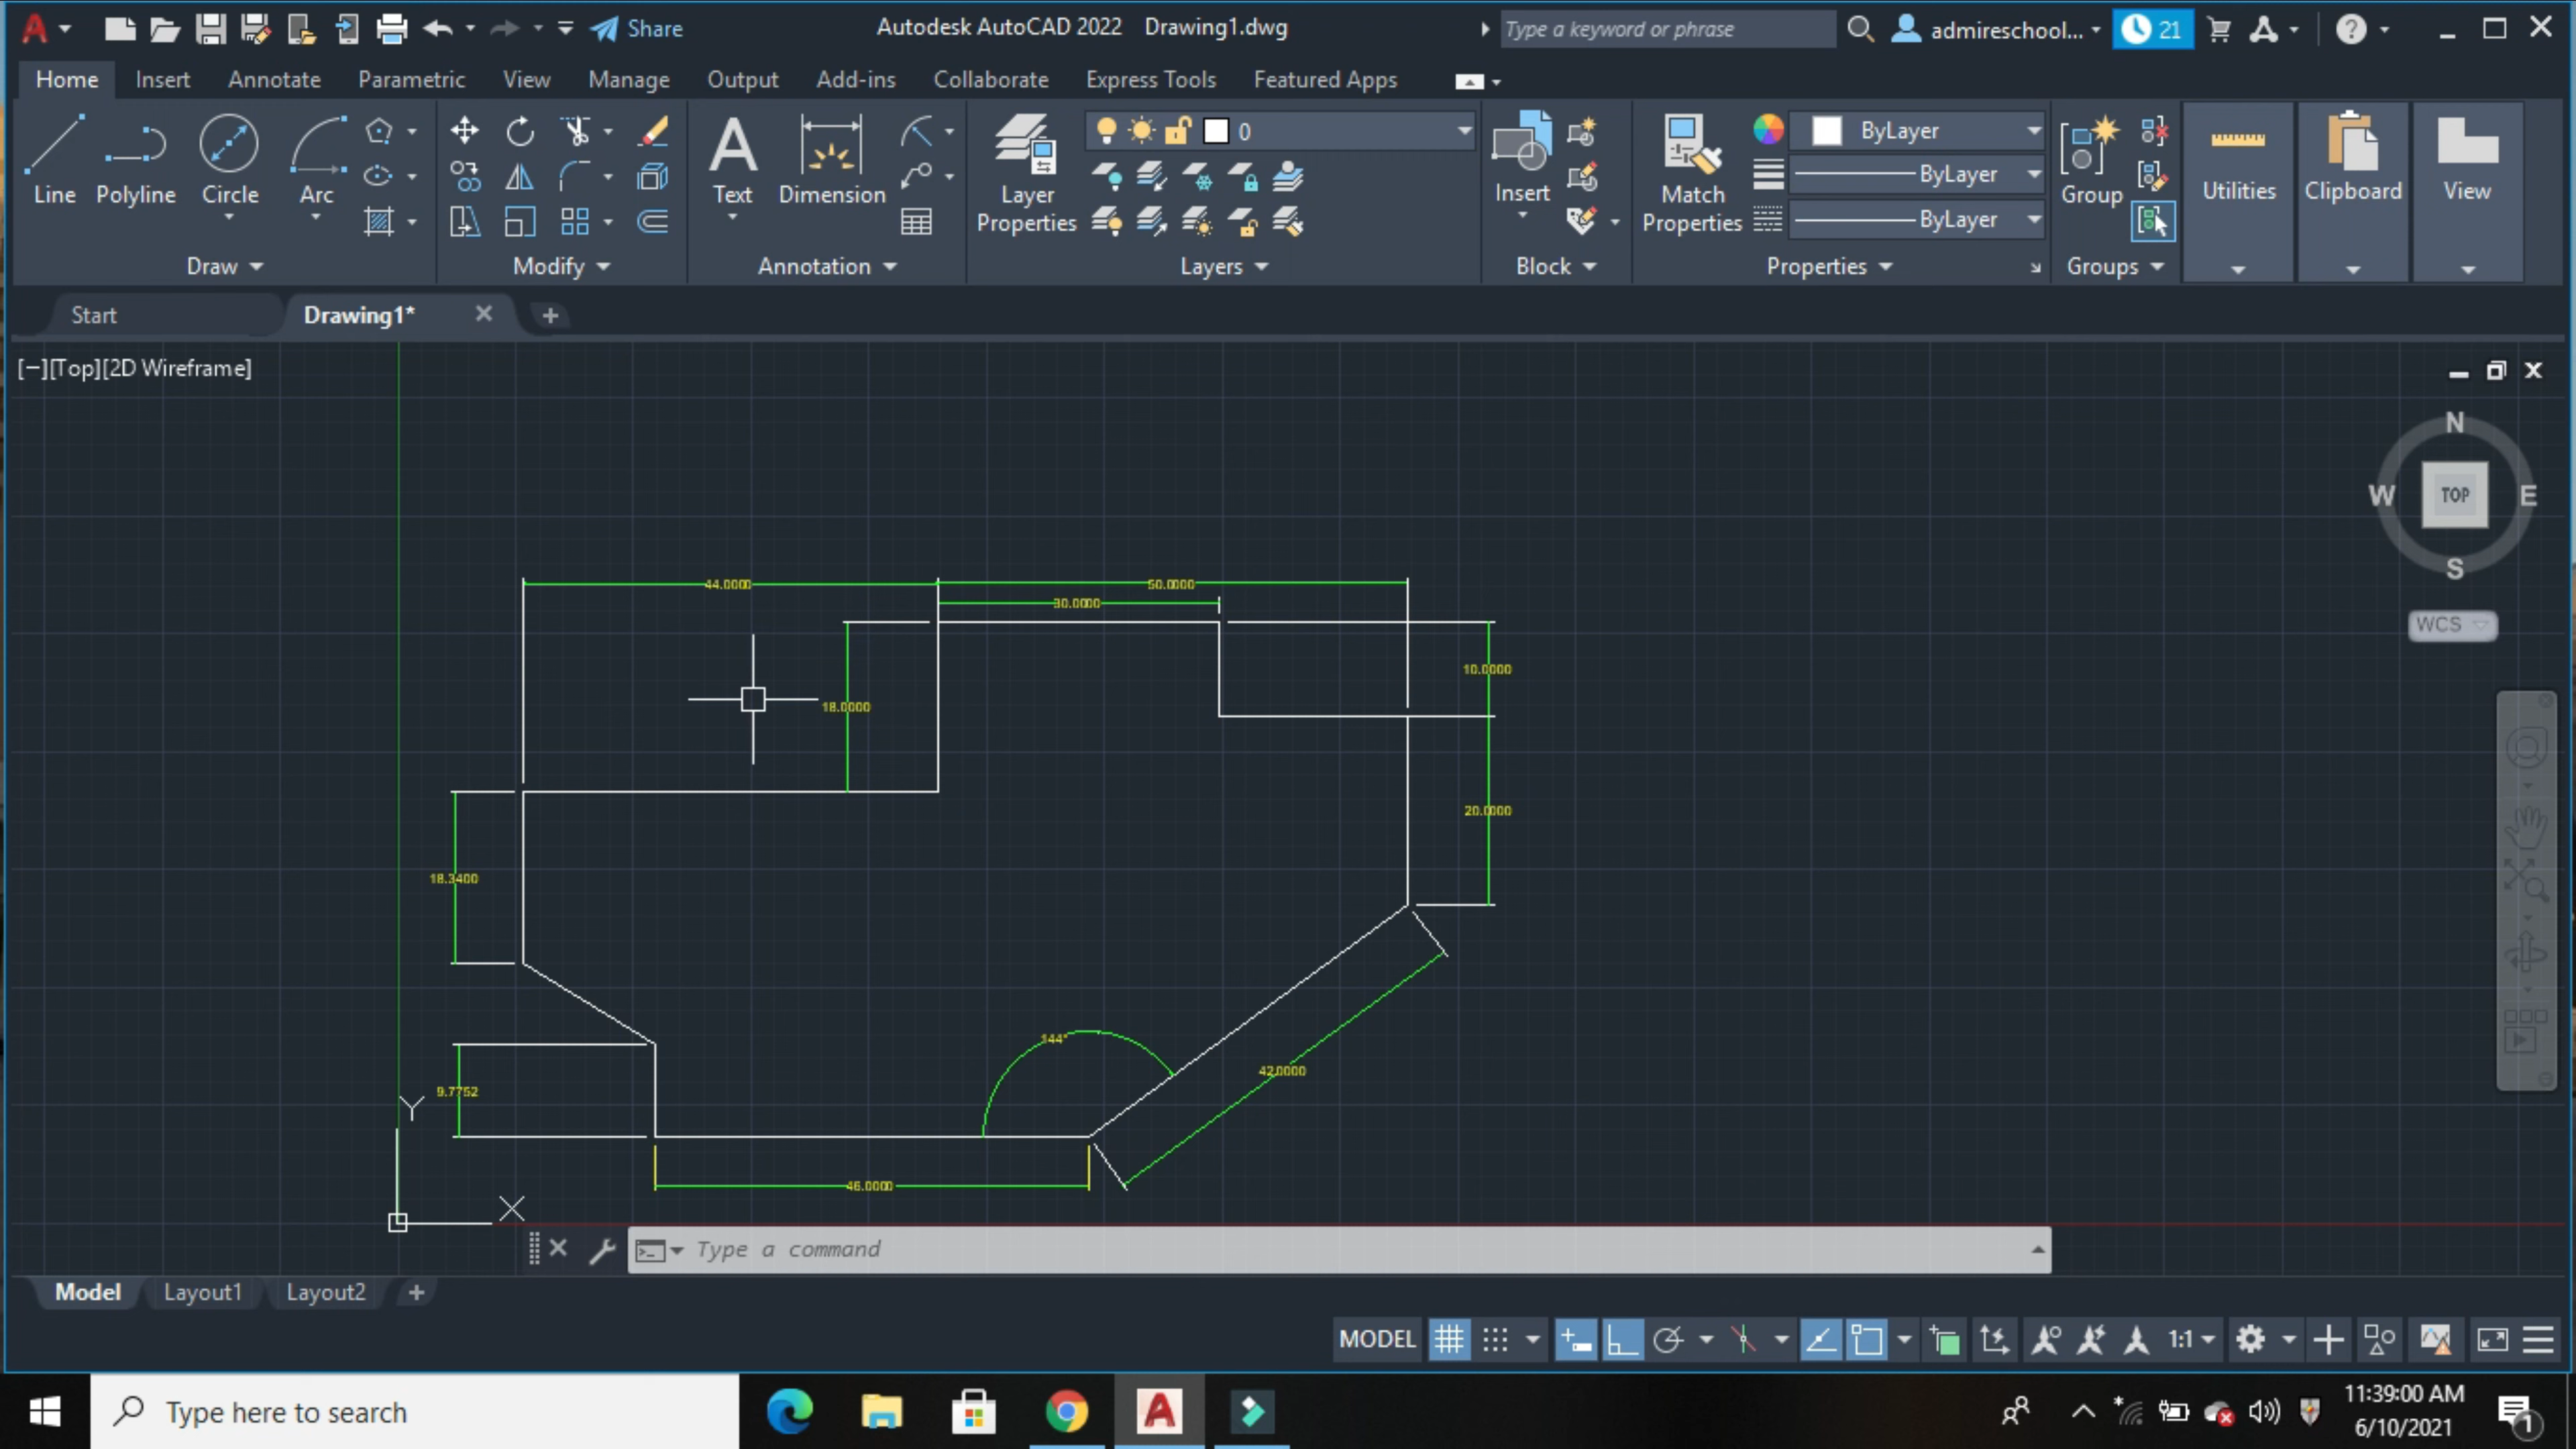 Share
Autodesk AutoCAD 2022 Drawing1.dwg
Type a keyword or phrase
admireschool...
21
Home Insert Annotate Parametric View Manage Output Add-ins Collaborate Express Tools Featured Apps
0
ByLayer
Line Polyline Circle Arc
Text Dimension
Layer Properties
Insert
Match Properties
ByLayer
ByLayer
Group
Utilities
Clipboard
View
Draw Modify Annotation Layers Block Properties Groups
Start Drawing1*
[−][Top][2D Wireframe]
N
W TOP E
S
WCS
44.0000 50.0000
30.0000
10.0000
18.0000
20.0000
18.3400
144°
42.0000
9.7752
Y
46.0000
X
Type a command
Model Layout1 Layout2
MODEL 1:1
Type here to search
11:39:00 AM
6/10/2021
1